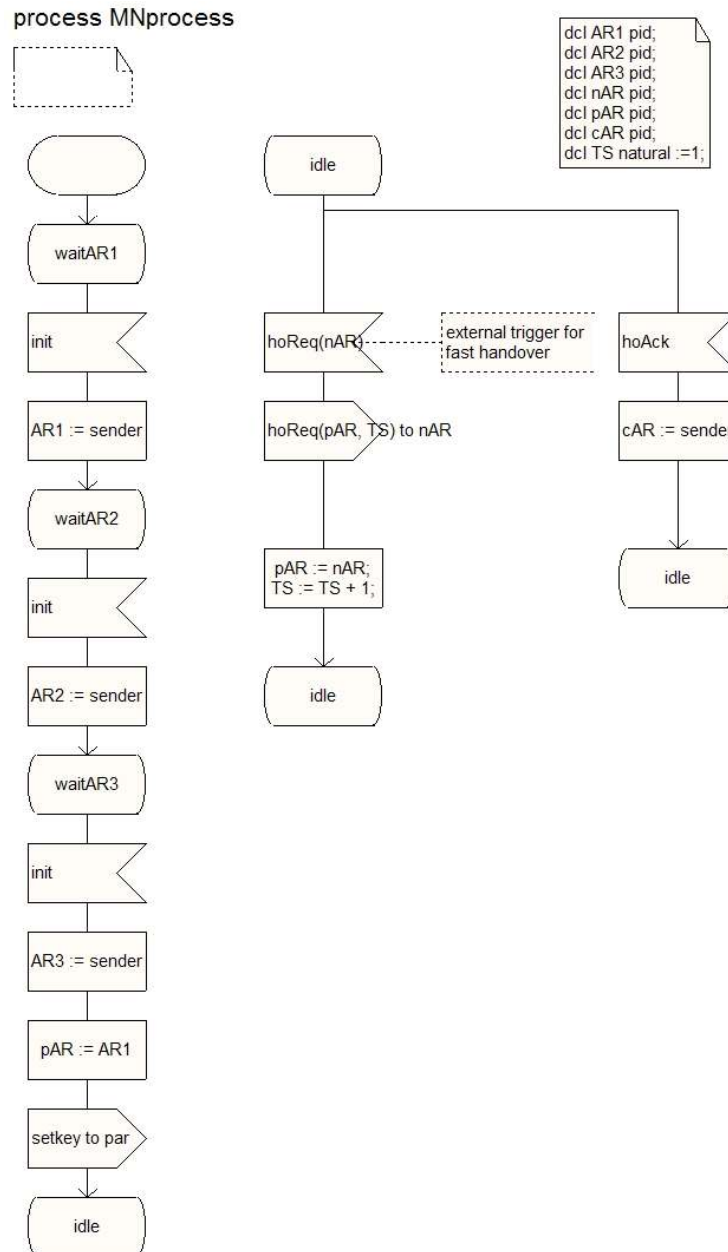 process MNprocess
dcl AR1 pid;
dcl AR2 pid;
dcl AR3 pid;
dcl nAR pid;
dcl pAR pid;
dcl cAR pid;
dcl TS natural :=1;
waitAR1
init
AR1 := sender
waitAR2
init
AR2 := sender
waitAR3
init
AR3 := sender
pAR := AR1
setkey to par
idle
idle
hoReq(nAR)
external trigger for
fast handover
hoReq(pAR, TS) to nAR
pAR := nAR;
TS := TS + 1;
idle
hoAck
cAR := sender
idle